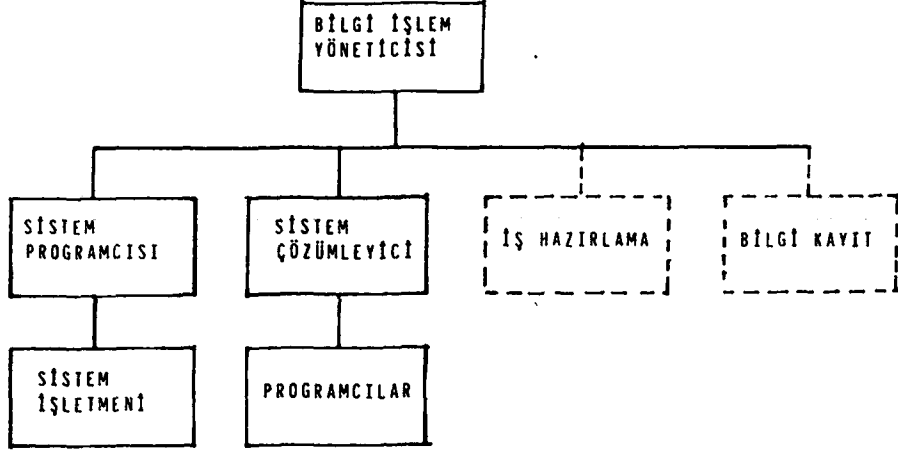 BİLGİ İŞLEM
YÖNETİCİSİ
SİSTEM
PROGRAMCISI
SİSTEM
ÇÖZÜMLEYİCİ
İŞ HAZIRLAMA
BİLGİ KAYIT
SİSTEM
İŞLETMENİ
PROGRAMCILAR